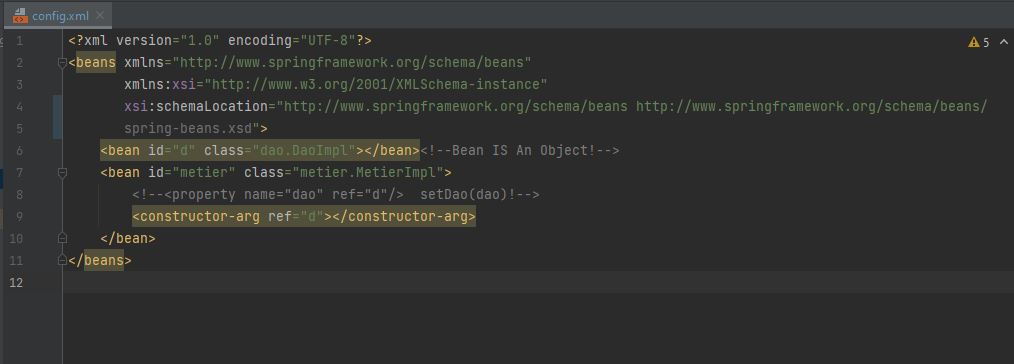 config.xml
1 <?xml version="1.0" encoding="UTF-8"?>
5
2 <beans xmlns="http://www.springframework.org/schema/beans"
3 xmlns:xsi="http://www.w3.org/2001/XMLSchema-instance"
4 xsi:schemaLocation="http://www.springframework.org/schema/beans http://www.springframework.org/schema/beans/
5 spring-beans.xsd">
6 <bean id="d" class="dao.DaoImpl"></bean><!--Bean IS An Object!-->
7 <bean id="metier" class="metier.MetierImpl">
8 <!--<property name="dao" ref="d"/>  setDao(dao)!-->
9 <constructor-arg ref="d"></constructor-arg>
10 </bean>
11 </beans>
12